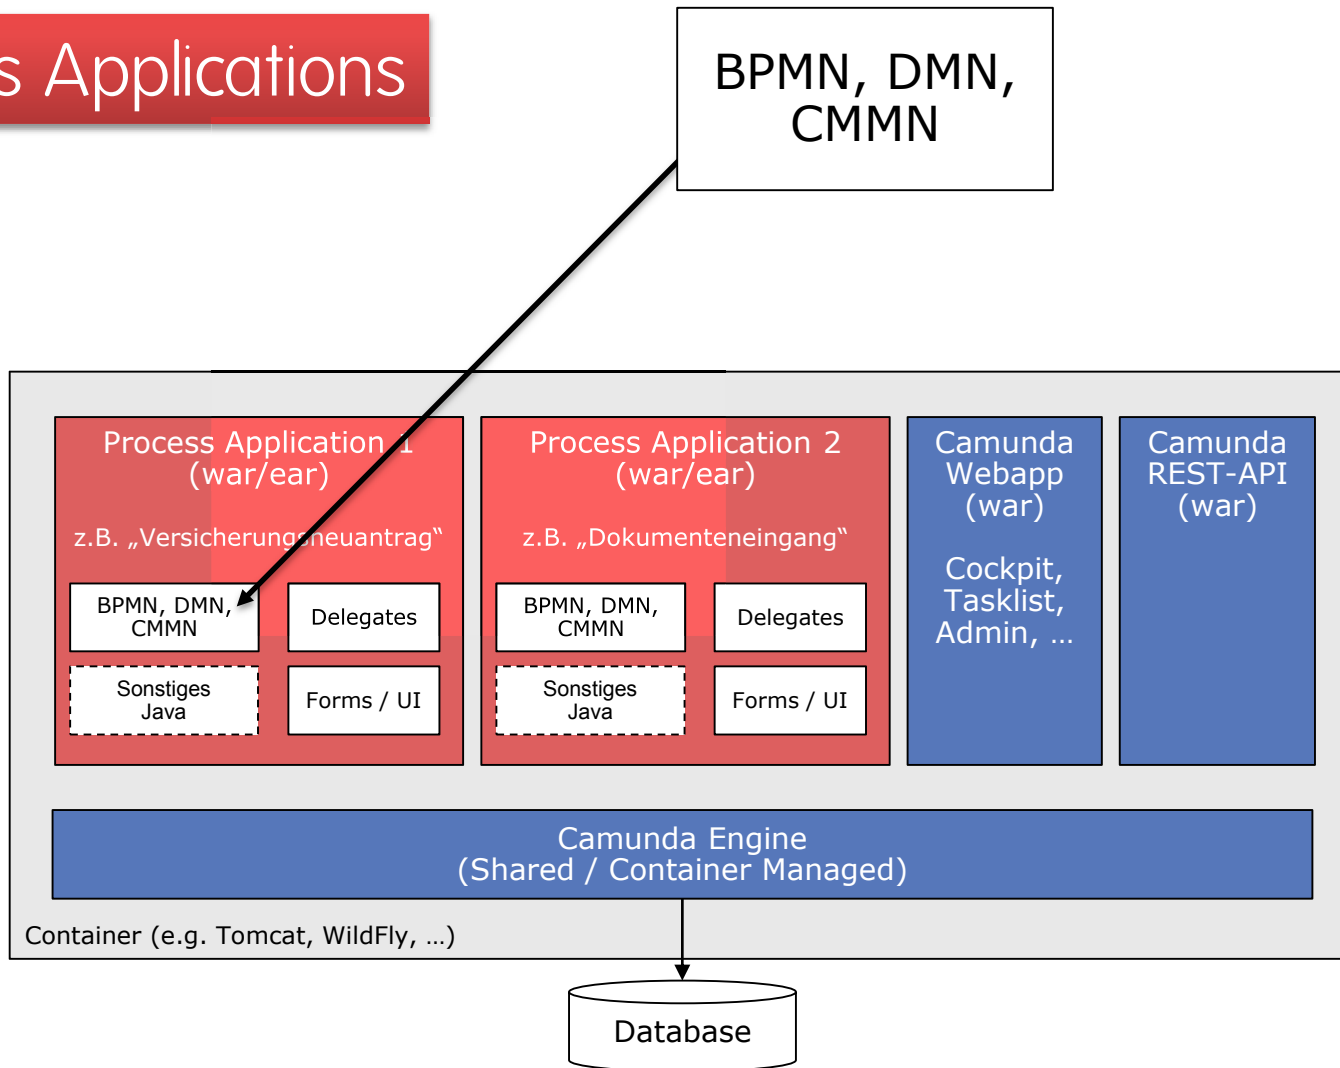 s Applications
BPMN, DMN,
CMMN
Process Application 1
(war/ear)
z.B. „Versicherungsneuantrag“
BPMN, DMN,
CMMN
Delegates
Sonstiges
Java
Forms / UI
Process Application 2
(war/ear)
z.B. „Dokumenteneingang“
BPMN, DMN,
CMMN
Delegates
Sonstiges
Java
Forms / UI
Camunda
Webapp
(war)
Cockpit,
Tasklist,
Admin, …
Camunda
REST-API
(war)
Camunda Engine
(Shared / Container Managed)
Container (e.g. Tomcat, WildFly, …)
Database